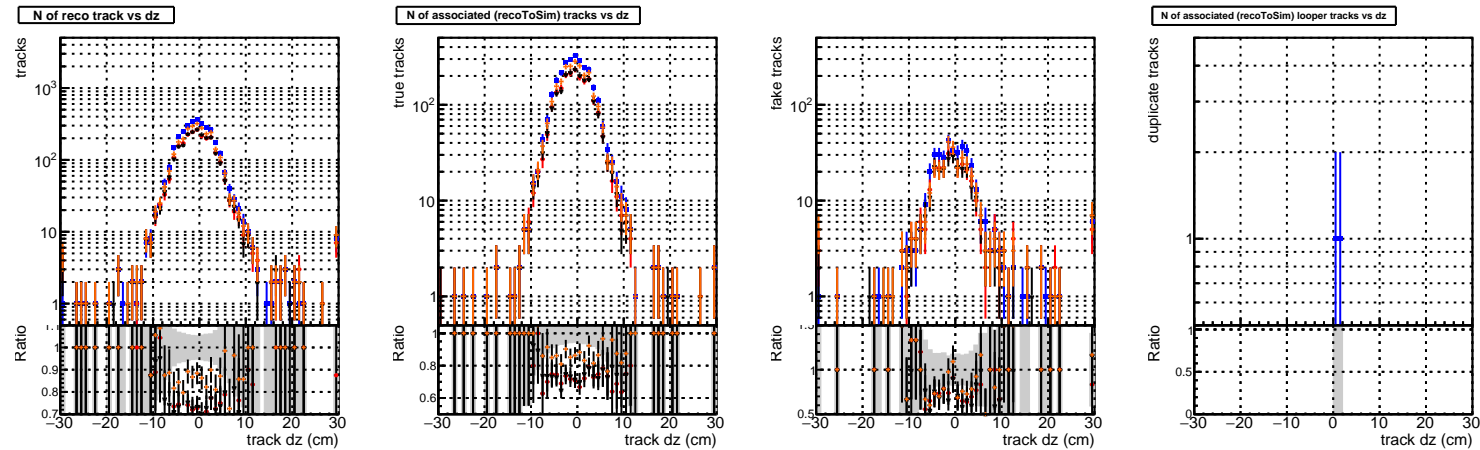 N of reco track vs dz
tracks
10³
10²
10
1
Ratio
1.1
1
0.9
0.8
0.7
−30 −20 −10 0 10 20 30
track dz (cm)
N of associated (recoToSim) tracks vs dz
true tracks
10²
10
1
Ratio
1
0.8
0.6
−30 −20 −10 0 10 20 30
track dz (cm)
fake tracks
10²
10
1
Ratio
1.5
1
0.5
−30 −20 −10 0 10 20 30
track dz (cm)
N of associated (recoToSim) looper tracks vs dz
duplicate tracks
1
Ratio
1
0.5
0
−30 −20 −10 0 10 20 30
track dz (cm)